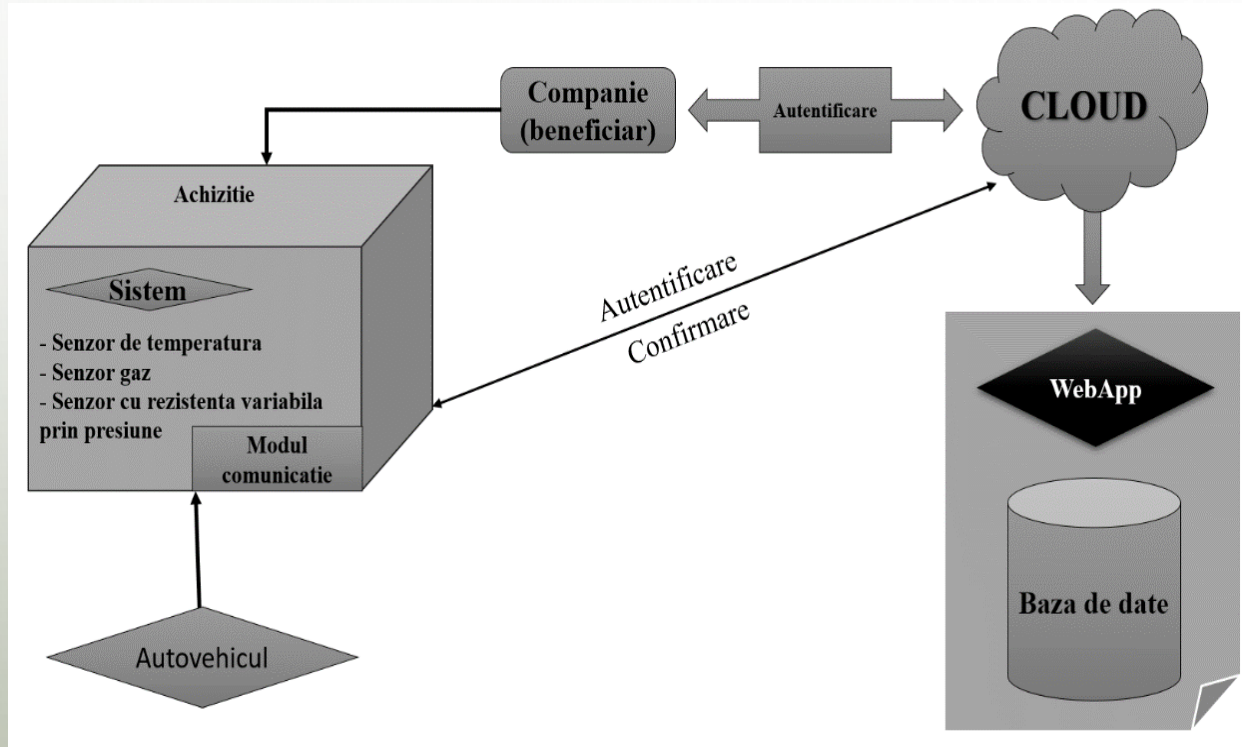 Companie
(beneficiar)
Autentificare
CLOUD
Achizitie
Sistem
- Senzor de temperatura
- Senzor gaz
- Senzor cu rezistenta variabila
prin presiune
Modul
comunicatie
Autentificare
Confirmare
WebApp
Baza de date
Autovehicul